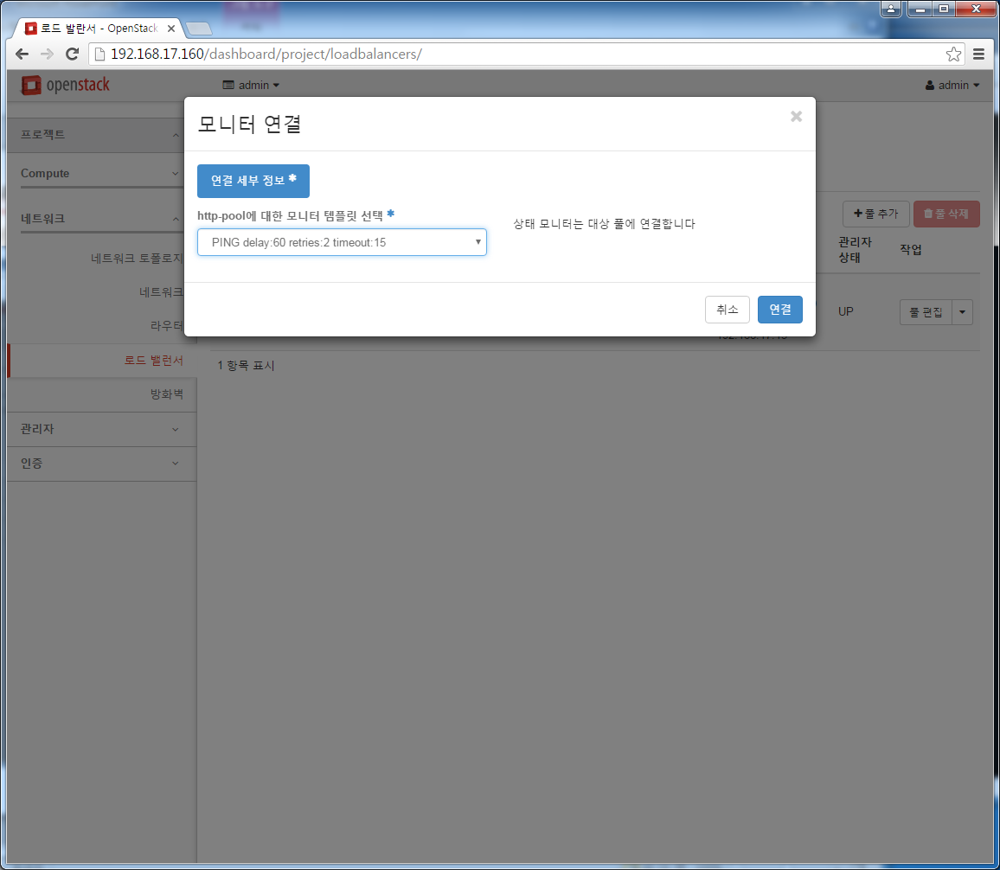 로드 발란서 - OpenStack
192.168.17.160/dashboard/project/loadbalancers/
openstack
admin
admin
모니터 연결
프로젝트
연결 세부 정보 *
Compute
http-pool에 대한 모니터 템플릿 선택 *
상태 모니터는 대상 풀에 연결합니다
네트워크
풀 추가
풀 삭제
PING delay:60 retries:2 timeout:15
관리자
상태
작업
네트워크 토폴로지
네트워크
취소
연결
UP
풀 편집
라우터
로드 밸런서
1 항목 표시
방화벽
관리자
인증